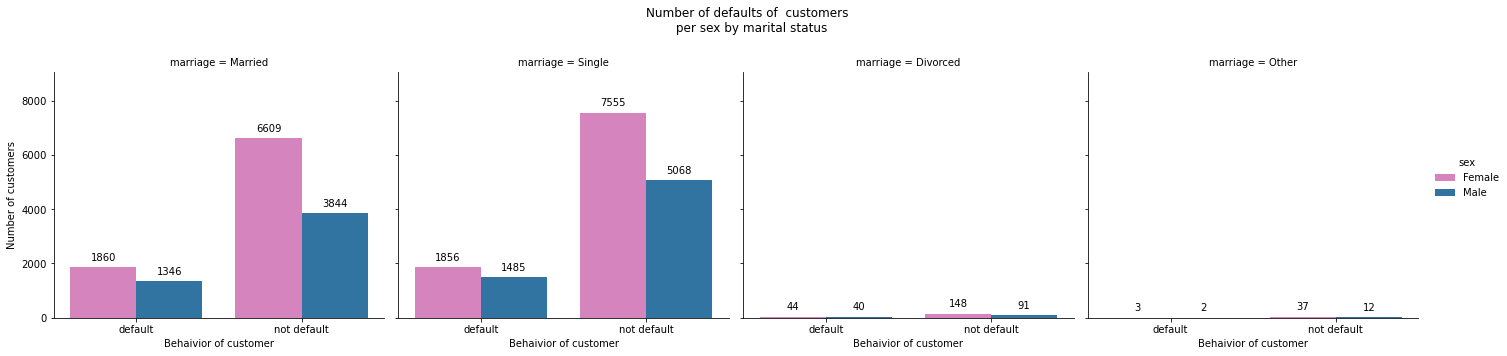 Number of defaults of  customers
per sex by marital status
marriage = Married
marriage = Single
marriage = Divorced
marriage = Other
Number of customers
8000
6000
4000
2000
0
1860
1346
6609
3844
1856
1485
7555
5068
44
40
148
91
3
2
37
12
default
not default
default
not default
default
not default
default
not default
Behaivior of customer
Behaivior of customer
Behaivior of customer
Behaivior of customer
sex
Female
Male